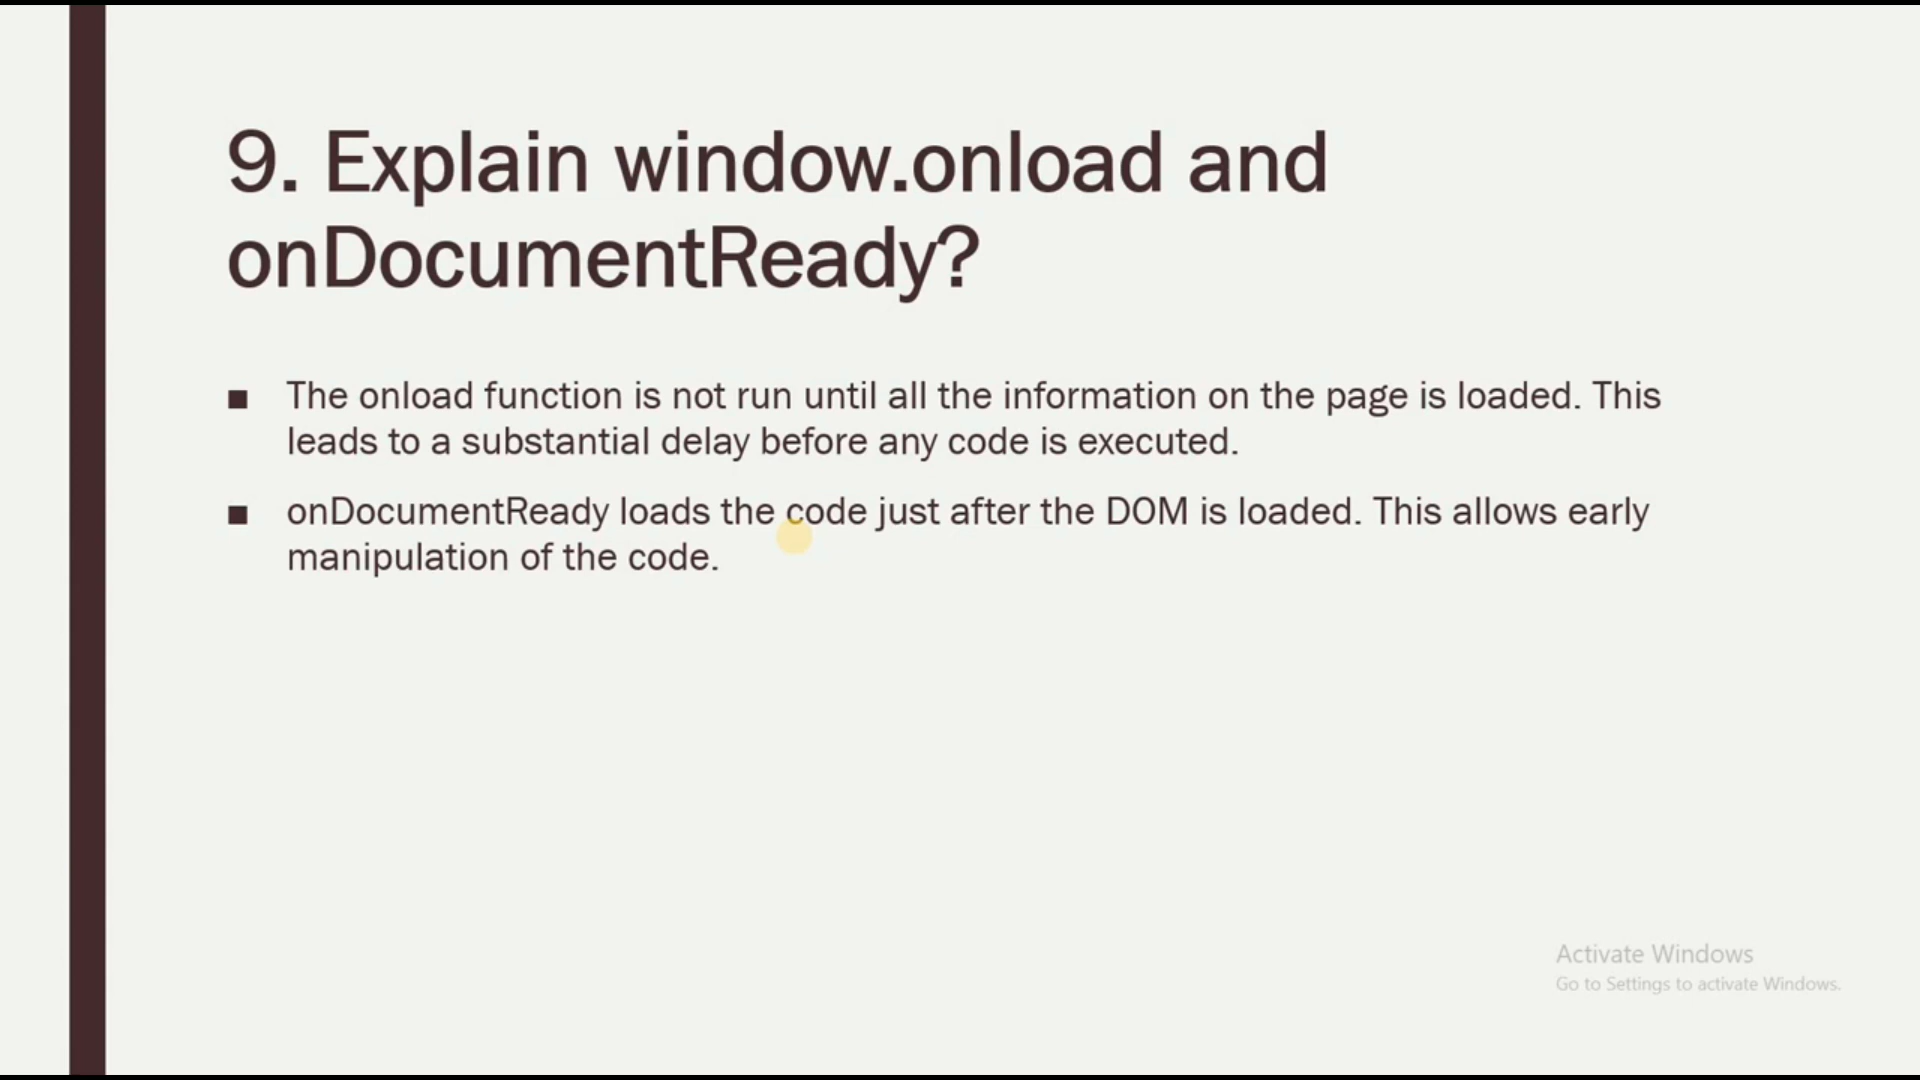 9. Explain window.onload and
onDocumentReady?
■ The onload function is not run until all the information on the page is loaded. This
leads to a substantial delay before any code is executed.
■ onDocumentReady loads the code just after the DOM is loaded. This allows early
manipulation of the code.
Activate Windows
Go to Settings to activate Windows.